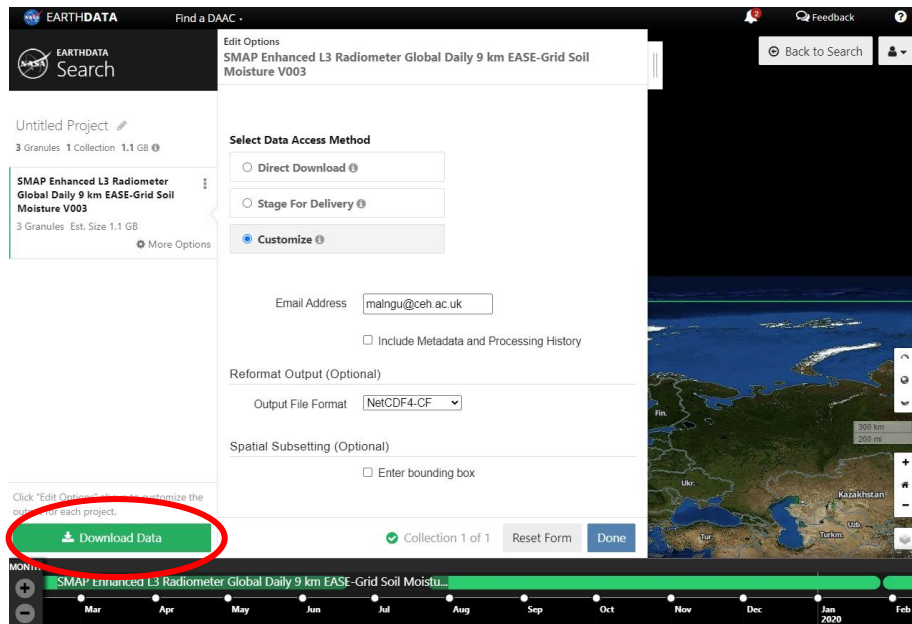 EARTHDATA
Find a DAAC
2
Feedback
?
EARTHDATA
Search
Edit Options
SMAP Enhanced L3 Radiometer Global Daily 9 km EASE-Grid Soil
Moisture V003
Back to Search
Untitled Project
3 Granules 1 Collection 1.1 GB
SMAP Enhanced L3 Radiometer
Global Daily 9 km EASE-Grid Soil
Moisture V003
3 Granules Est. Size 1.1 GB
More Options
Select Data Access Method
Direct Download
Stage For Delivery
Customize
Email Address
malngu@ceh.ac.uk
Include Metadata and Processing History
Reformat Output (Optional)
Output File Format
NetCDF4-CF
Spatial Subsetting (Optional)
Enter bounding box
Fin.
Ukr.
Kazakhstan
Uzb.
Tur.
Turkm.
300 km
200 mi
Click "Edit Options" above to customize the
output for each project.
Download Data
Collection 1 of 1
Reset Form
Done
MONTH
SMAP Enhanced L3 Radiometer Global Daily 9 km EASE-Grid Soil Moistu...
Mar
Apr
May
Jun
Jul
Aug
Sep
Oct
Nov
Dec
Jan
2020
Feb